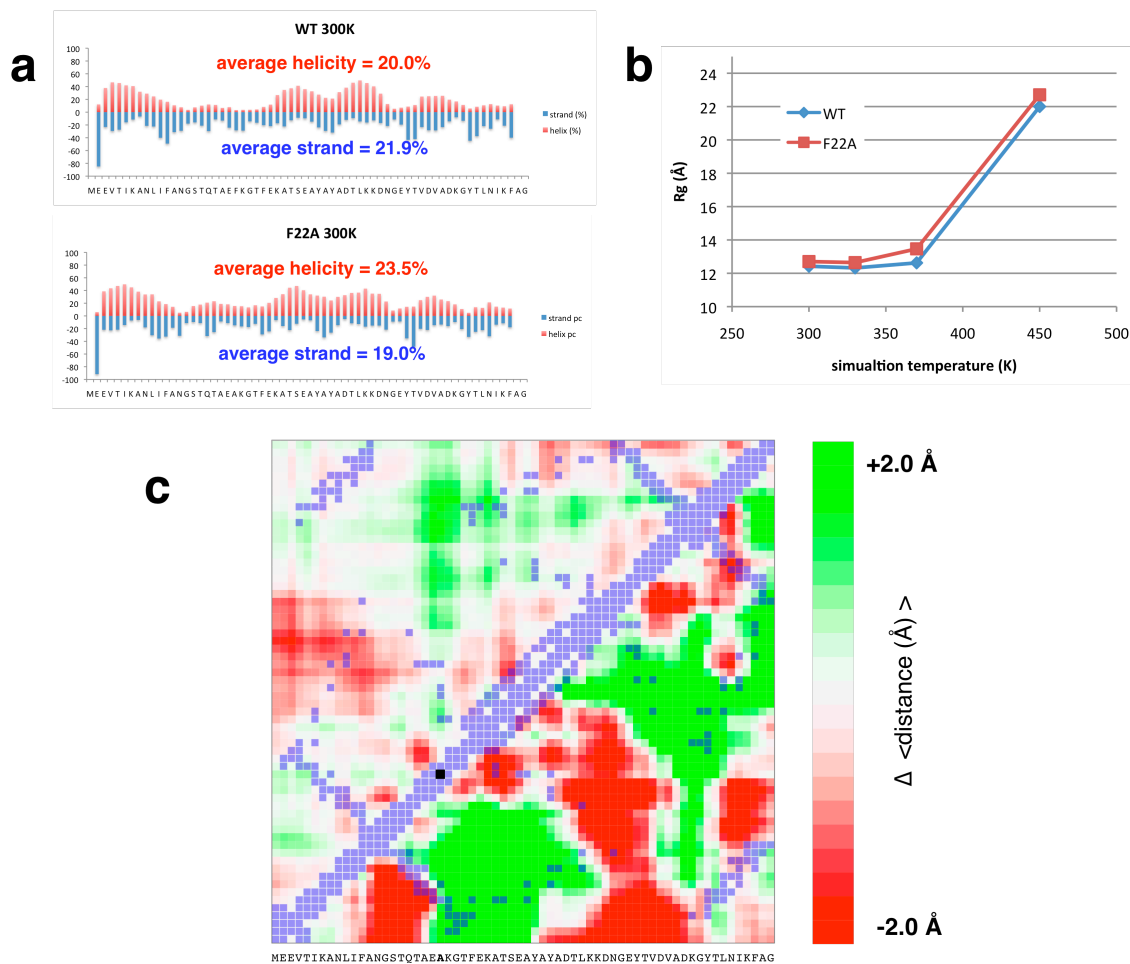 a
WT 300K
average helicity = 20.0%
100
80
60
40
20
0
-20
-40
-60
-80
-100
strand (%)
helix (%)
average strand = 21.9%
M E E V T I K A N L I F A N G S T Q T A E F K G T F E K A T S E A Y A Y A D T L K K D N G E Y T V D V A D K G Y T L N I K F A G
F22A 300K
average helicity = 23.5%
100
80
60
40
20
0
-20
-40
-60
-80
-100
strand pc
helix pc
average strand = 19.0%
M E E V T I K A N L I F A N G S T Q T A E A K G T F E K A T S E A Y A Y A D T L K K D N G E Y T V D V A D K G Y T L N I K F A G
b
24
22
20
18
16
14
12
10
Rg (Å)
WT
F22A
250 300 350 400 450 500
simualtion temperature (K)
c
+2.0 Å
Δ <distance (Å) >
-2.0 Å
MEEVTIKANLIFANGSTQTAEAKGTFEKATSEAYAYADTLKKDNGEYTVDVADKGYTLNIKFAG